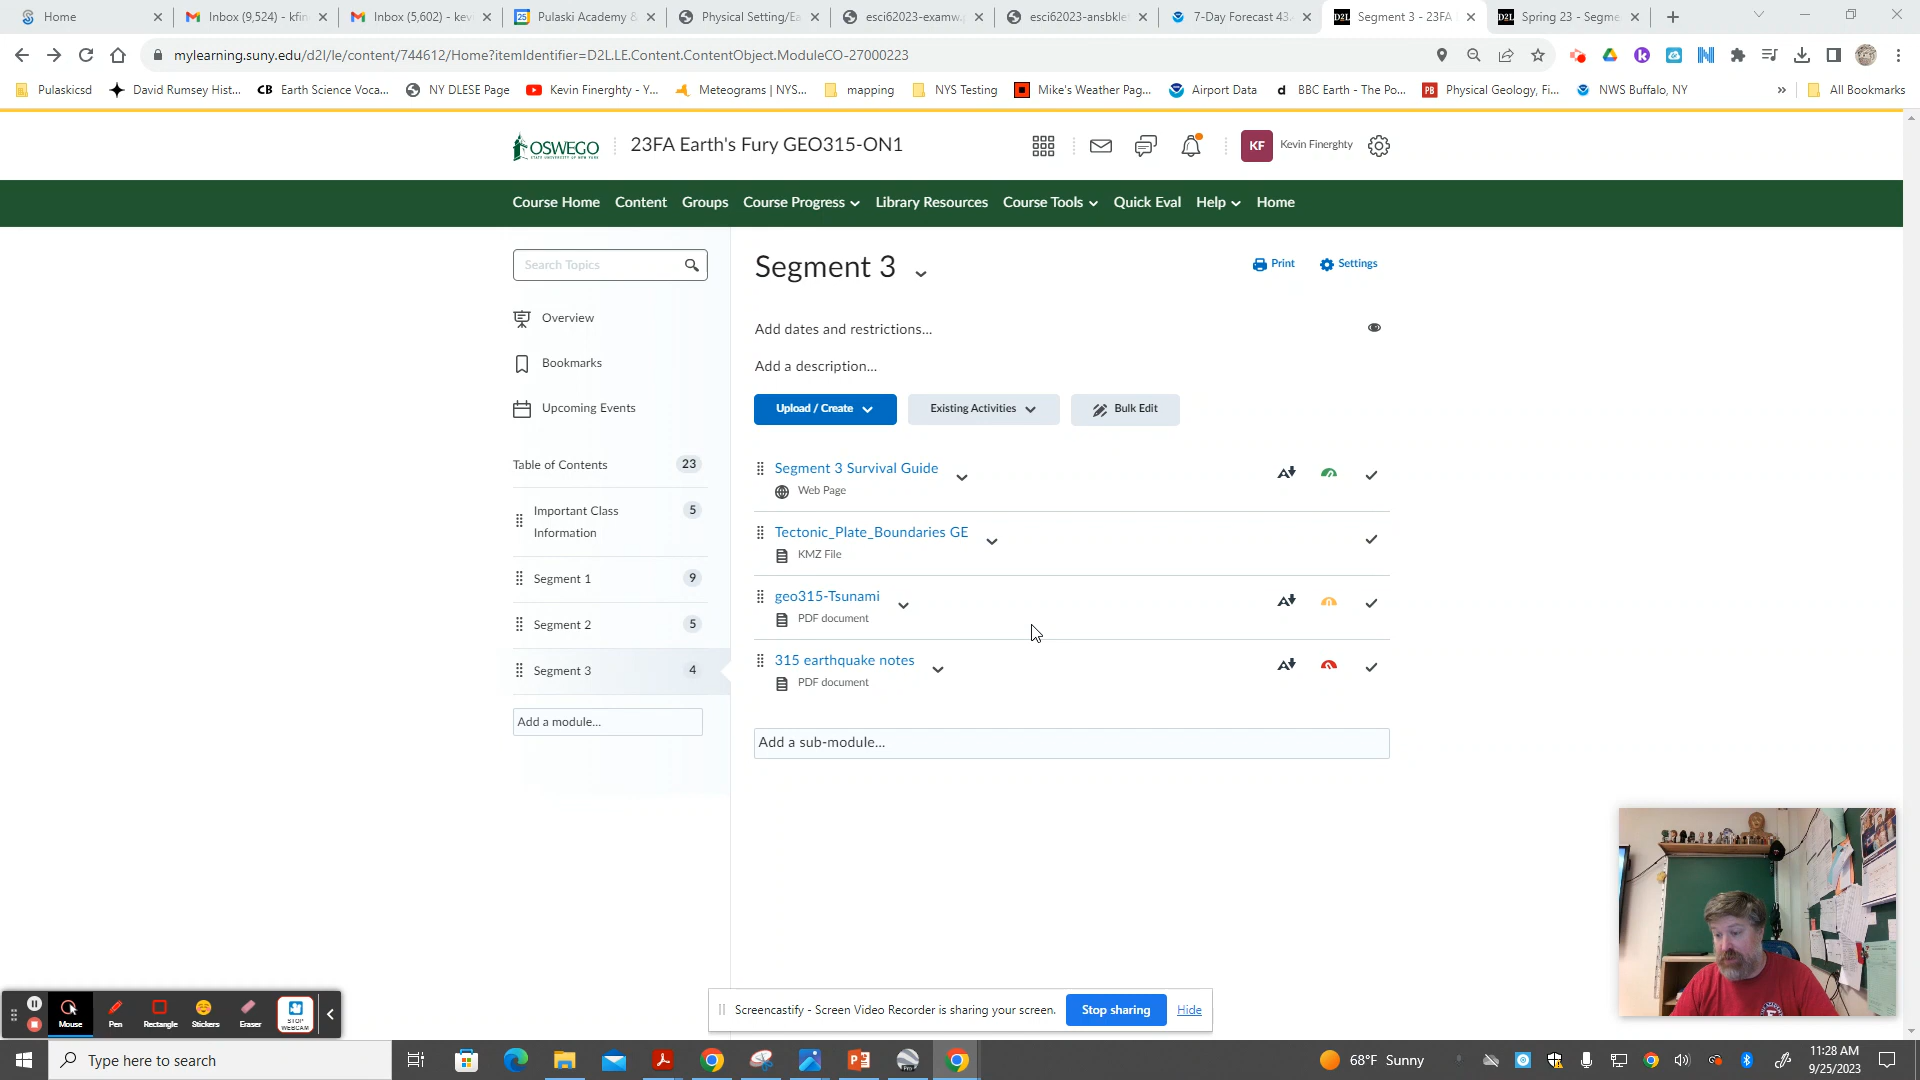 Home
Inbox (9,524) - kfin
Inbox (5,602) - kev
Pulaski Academy &
Physical Setting/Ea
esci62023-examw.
esci62023-ansbklet
7-Day Forecast 43.
Segment 3 - 23FA
Spring 23 - Segme
mylearning.suny.edu/d2l/le/content/744612/Home?itemIdentifier=D2L.LE.Content.ContentObject.ModuleCO-27000223
Pulaskicsd
David Rumsey Hist...
CB Earth Science Voca...
NY DLESE Page
Kevin Finerghty - Y...
Meteograms | NYS...
mapping
NYS Testing
Mike's Weather Pag...
Airport Data
d BBC Earth - The Po...
PB Physical Geology, Fi...
NWS Buffalo, NY
»
All Bookmarks
OSWEGO
23FA Earth's Fury GEO315-ON1
KF
Kevin Finerghty
Course Home
Content
Groups
Course Progress
Library Resources
Course Tools
Quick Eval
Help
Home
Search Topics
Overview
Bookmarks
Upcoming Events
Table of Contents 23
Important Class
Information
5
Segment 1 9
Segment 2 5
Segment 3 4
Add a module...
Segment 3
Print
Settings
Add dates and restrictions...
Add a description...
Upload / Create
Existing Activities
Bulk Edit
Segment 3 Survival Guide
Web Page
Tectonic_Plate_Boundaries GE
KMZ File
geo315-Tsunami
PDF document
315 earthquake notes
PDF document
Add a sub-module...
Mouse
Pen
Rectangle
Stickers
Eraser
STOP
WEBCAM
Screencastify - Screen Video Recorder is sharing your screen.
Stop sharing
Hide
Type here to search
68°F Sunny
11:28 AM
9/25/2023